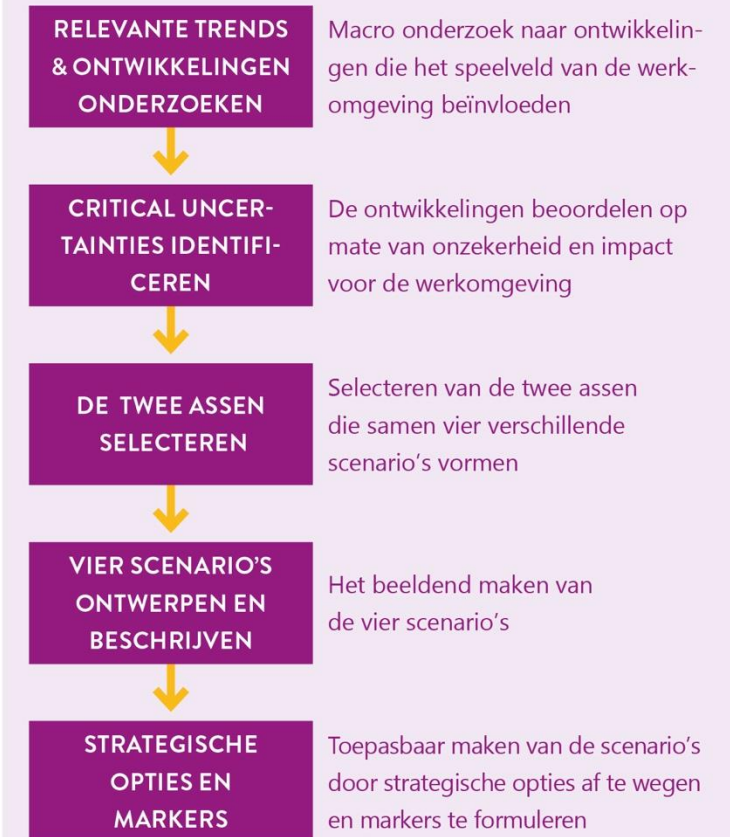 RELEVANTE TRENDS
& ONTWIKKELINGEN
ONDERZOEKEN
Macro onderzoek naar ontwikkelin-
gen die het speelveld van de werk-
omgeving beïnvloeden
CRITICAL UNCER-
TAINTIES IDENTIFI-
CEREN
De ontwikkelingen beoordelen op
mate van onzekerheid en impact
voor de werkomgeving
DE TWEE ASSEN
SELECTEREN
Selecteren van de twee assen
die samen vier verschillende
scenario's vormen
VIER SCENARIO'S
ONTWERPEN EN
BESCHRIJVEN
Het beeldend maken van
de vier scenario's
STRATEGISCHE
OPTIES EN
MARKERS
Toepasbaar maken van de scenario's
door strategische opties af te wegen
en markers te formuleren